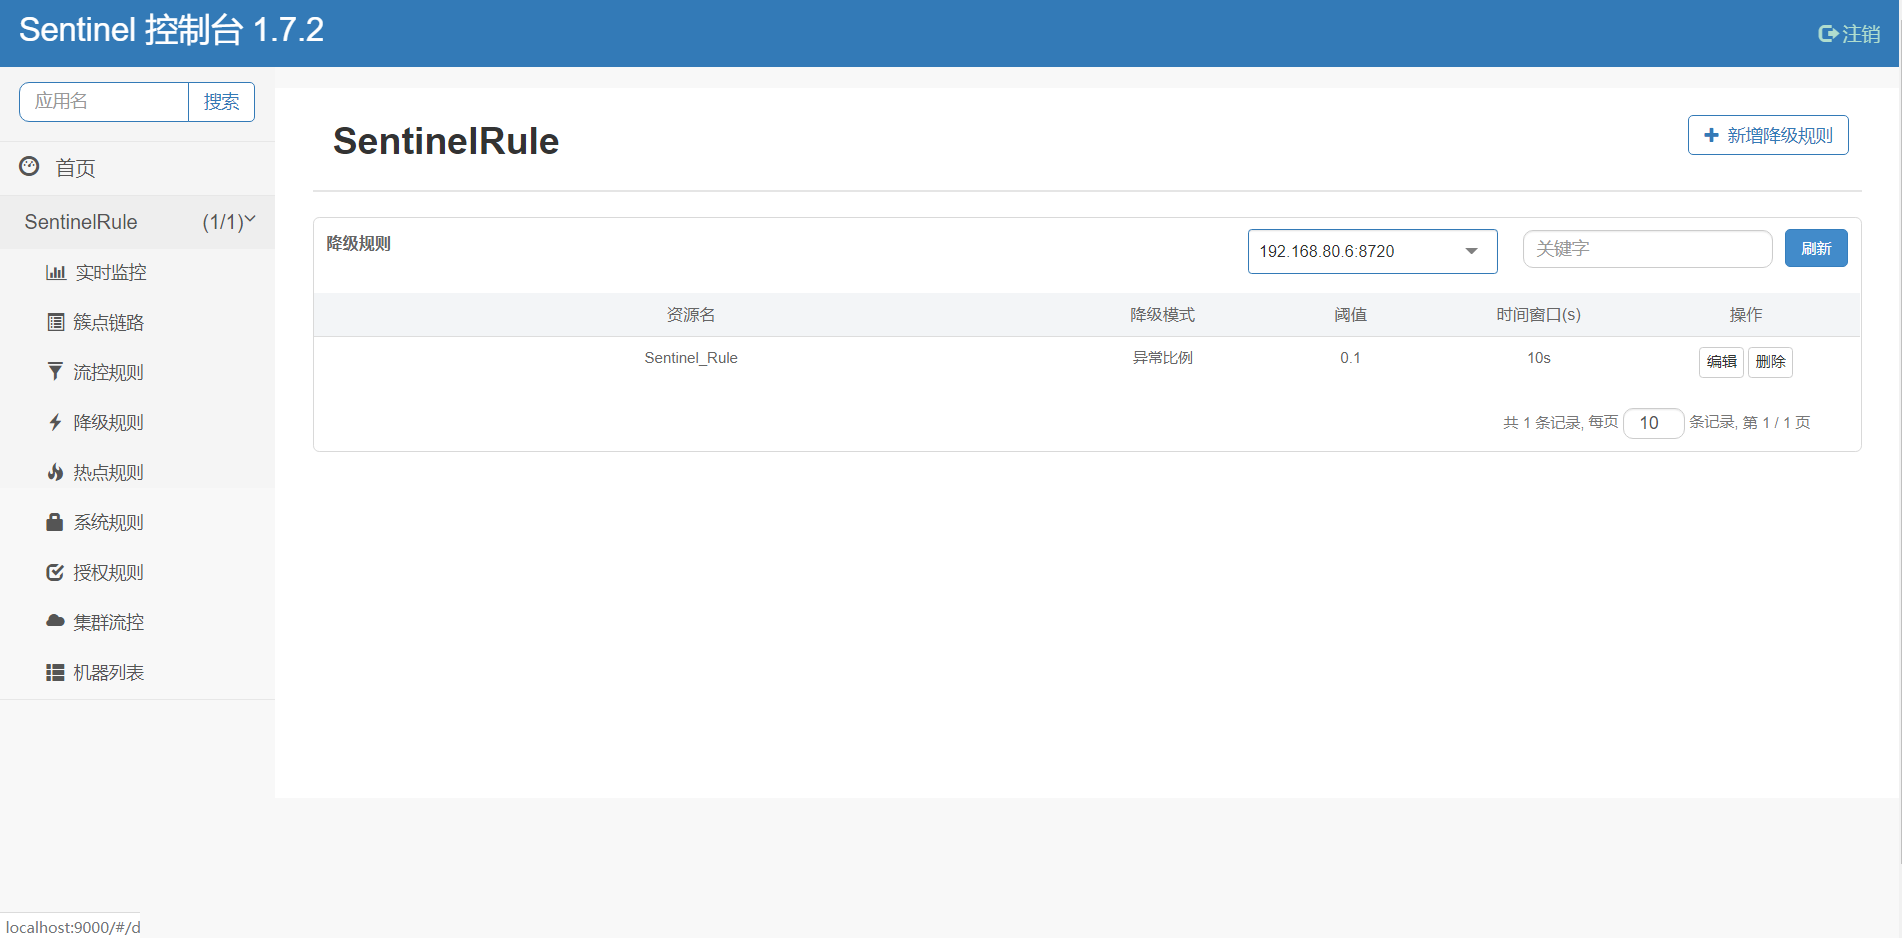 Sentinel 控制台 1.7.2
注销
应用名 搜索
首页
SentinelRule (1/1)
实时监控
簇点链路
流控规则
降级规则
热点规则
系统规则
授权规则
集群流控
机器列表
SentinelRule
新增降级规则
降级规则 192.168.80.6:8720 关键字 刷新
资源名 降级模式 阈值 时间窗口(s) 操作
Sentinel_Rule 异常比例 0.1 10s 编辑 删除
共 1 条记录, 每页 10 条记录, 第 1 / 1 页
localhost:9000/#/d